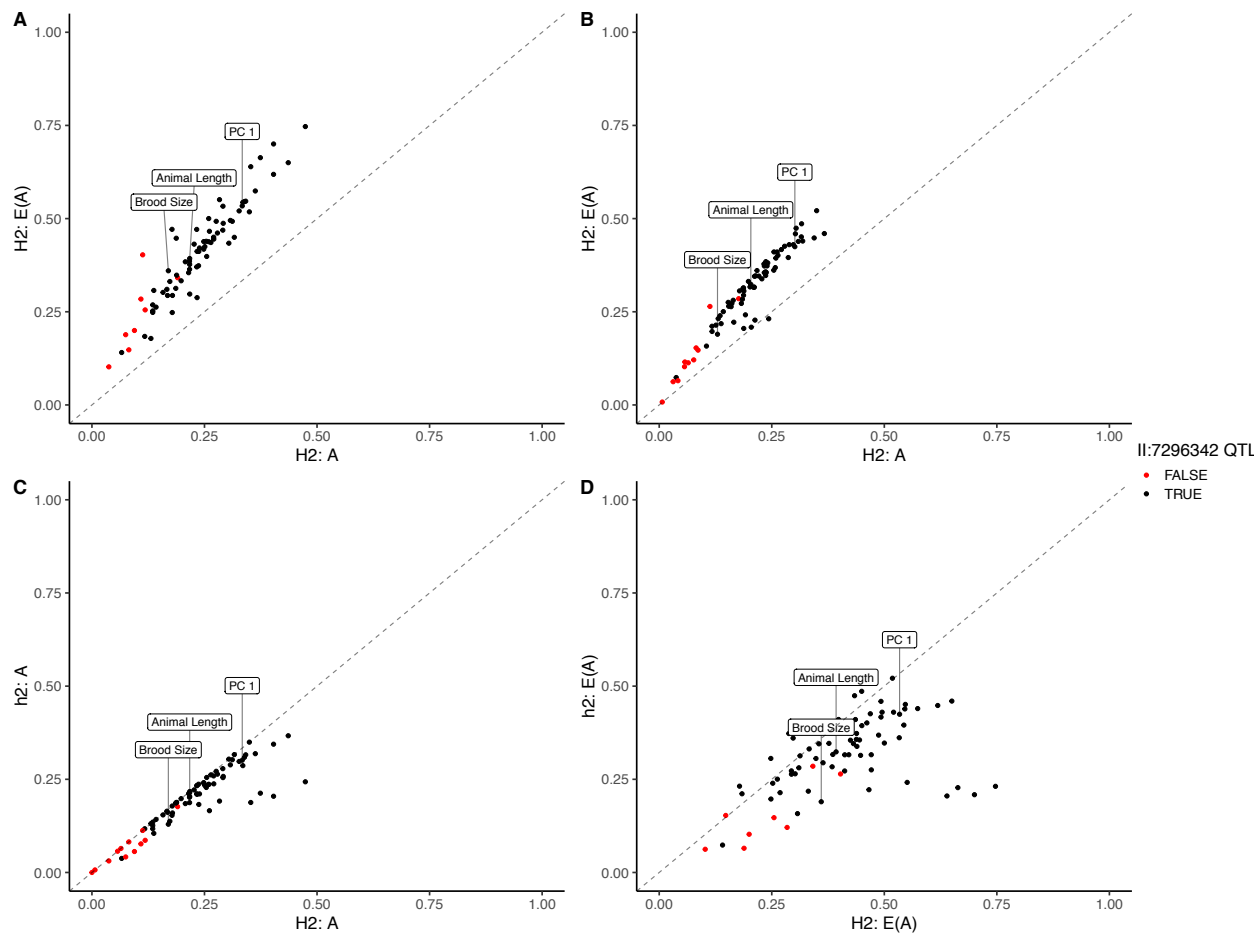 A
H2: E(A)
1.00
0.75
0.50
0.25
0.00
PC 1
Animal Length
Brood Size
0.00 0.25 0.50 0.75 1.00
H2: A
B
H2: E(A)
1.00
0.75
0.50
0.25
0.00
PC 1
Animal Length
Brood Size
0.00 0.25 0.50 0.75 1.00
H2: A
II:7296342 QTL
FALSE
TRUE
C
h2: A
1.00
0.75
0.50
0.25
0.00
PC 1
Animal Length
Brood Size
0.00 0.25 0.50 0.75 1.00
H2: A
D
h2: E(A)
1.00
0.75
0.50
0.25
0.00
PC 1
Animal Length
Brood Size
0.00 0.25 0.50 0.75 1.00
H2: E(A)